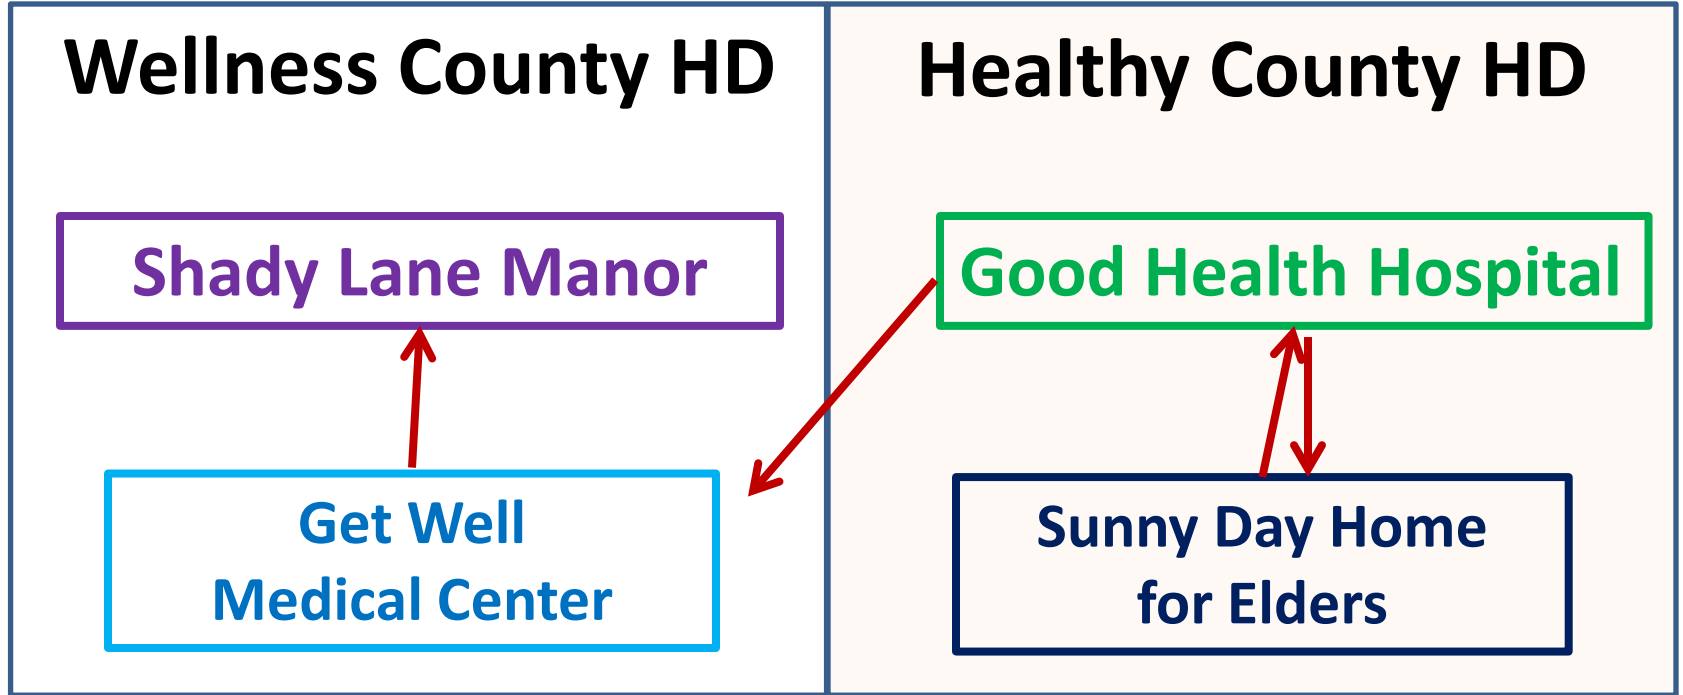 Wellness County HD
Healthy County HD
Shady Lane Manor
Good Health Hospital
Get Well
Medical Center
Sunny Day Home
for Elders